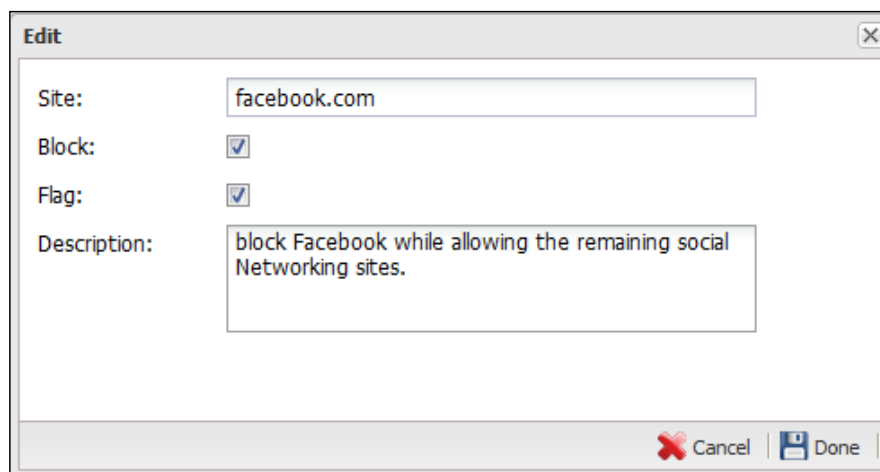 Edit
Site: facebook.com
Block:
Flag:
Description: block Facebook while allowing the remaining social
Networking sites.
Cancel Done